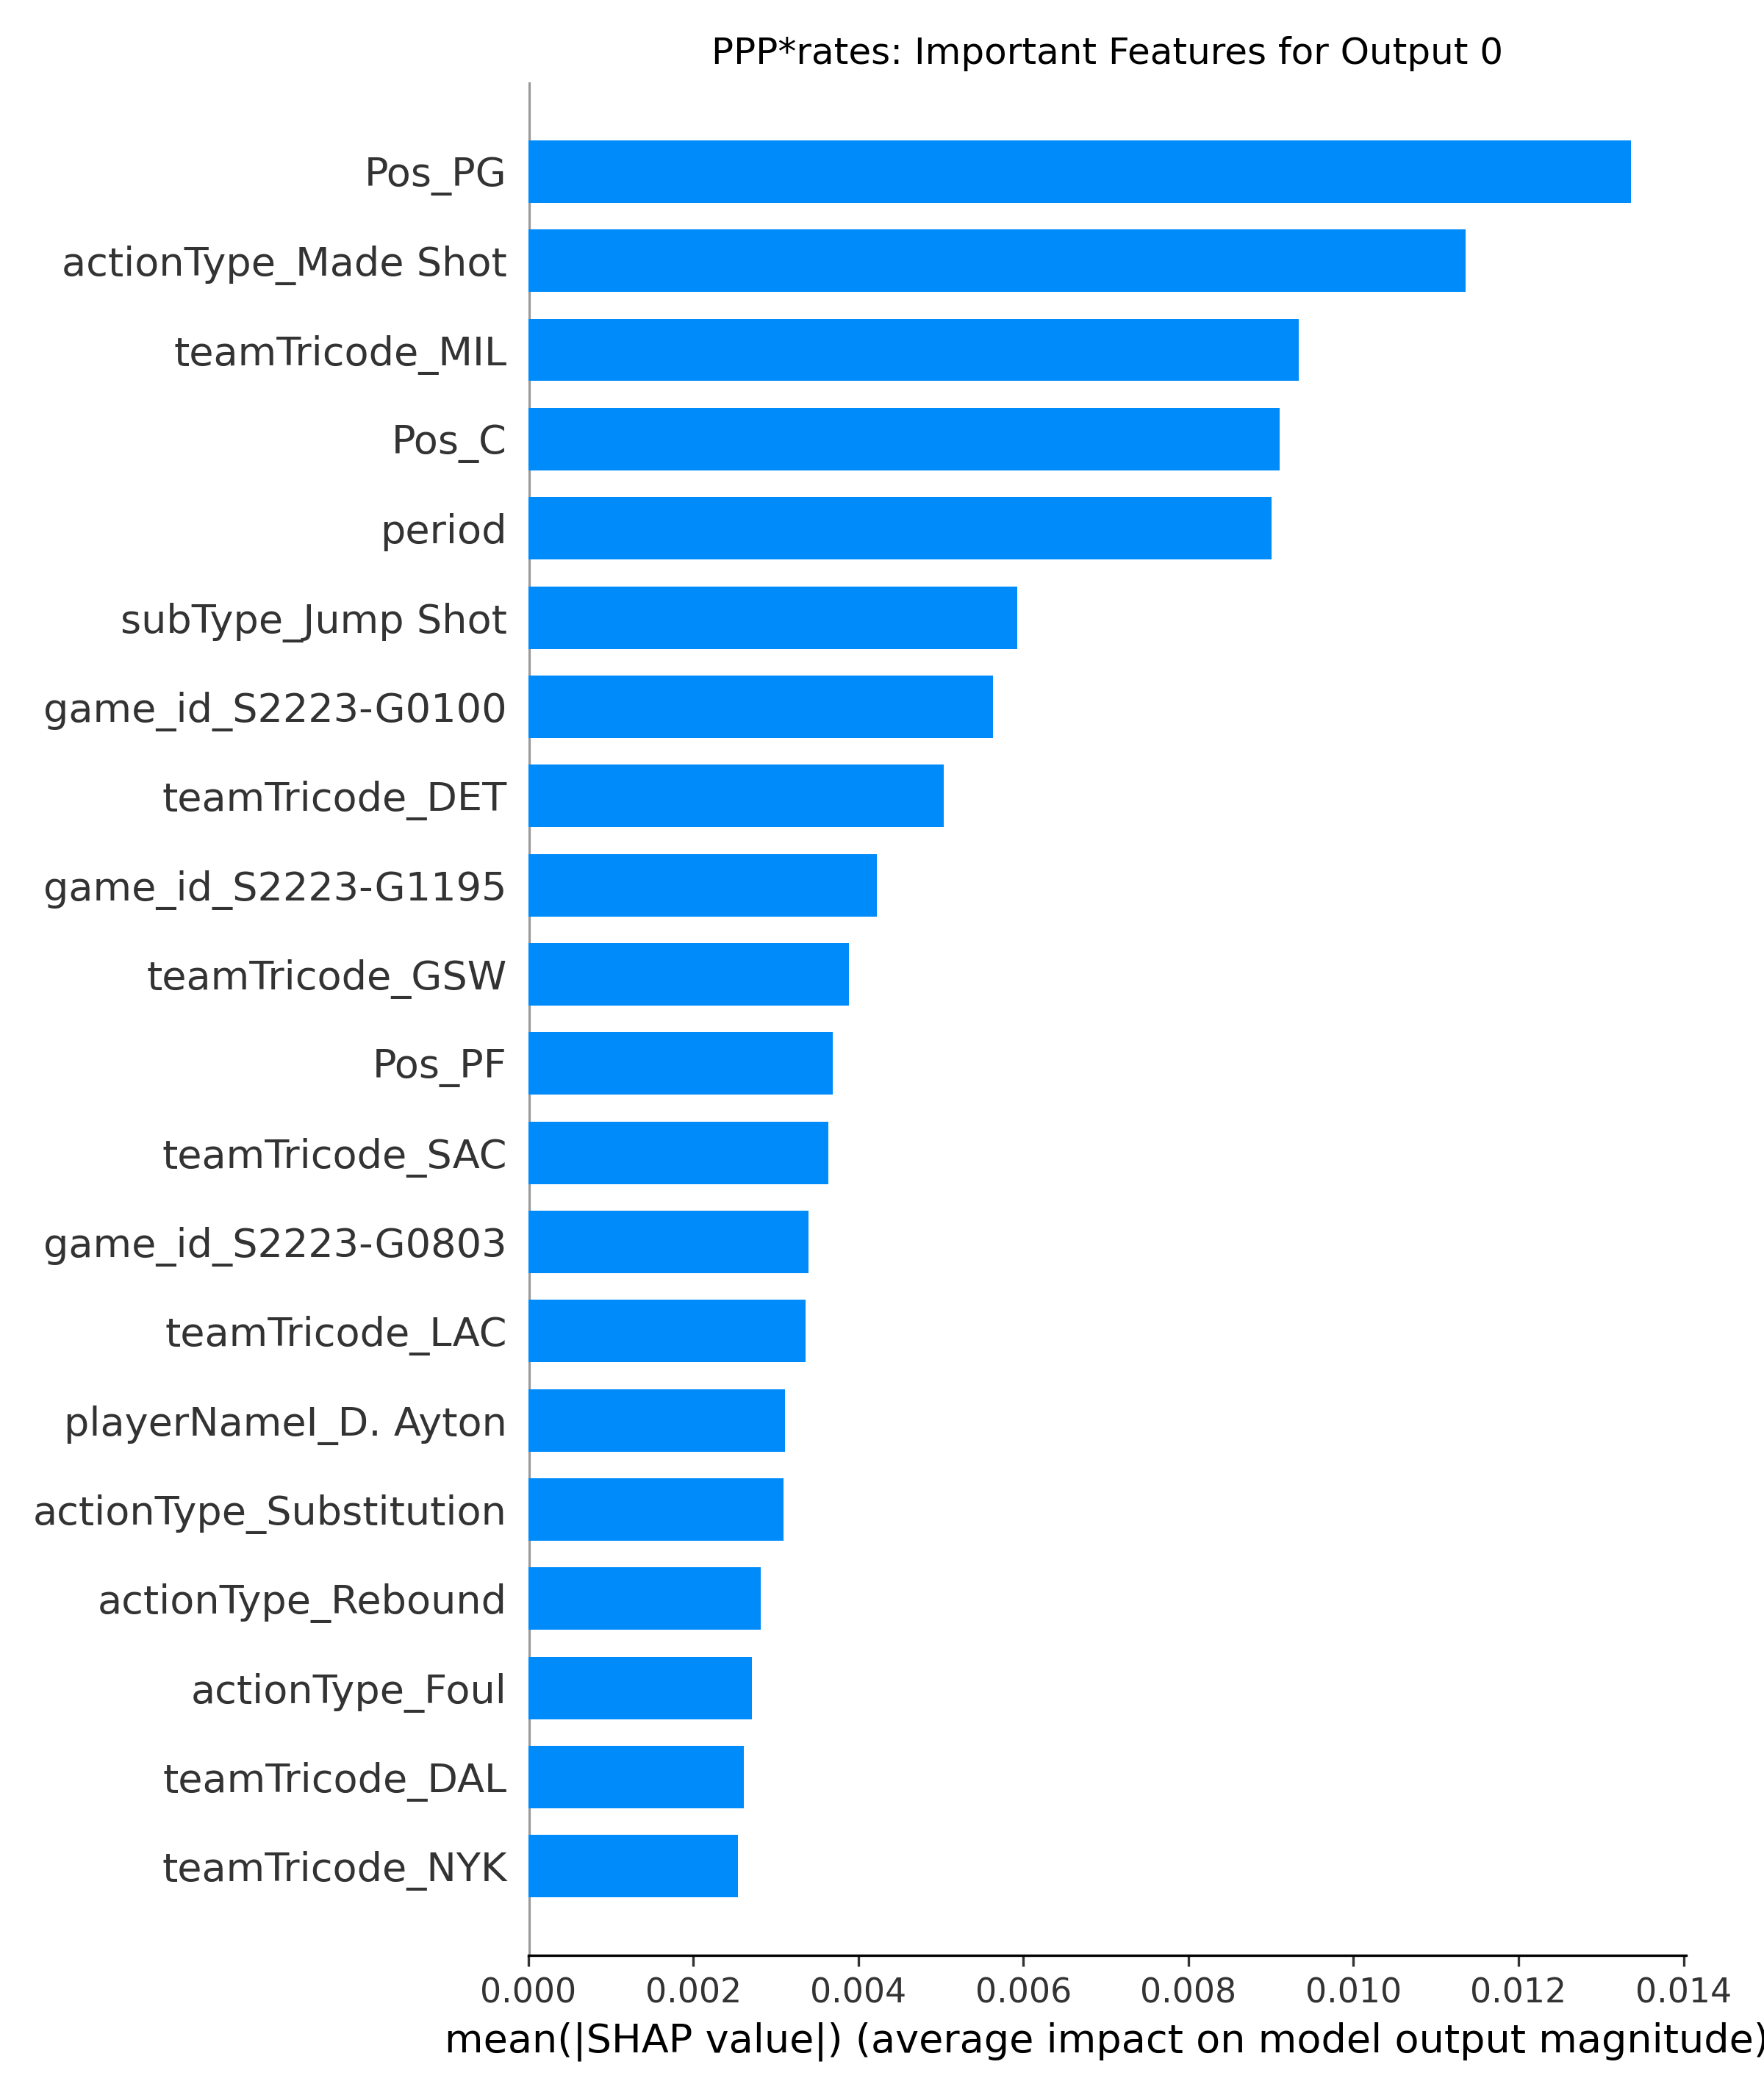 PPP*rates: Important Features for Output 0
Pos_PG
actionType_Made Shot
teamTricode_MIL
Pos_C
period
subType_Jump Shot
game_id_S2223-G0100
teamTricode_DET
game_id_S2223-G1195
teamTricode_GSW
Pos_PF
teamTricode_SAC
game_id_S2223-G0803
teamTricode_LAC
playerNameI_D. Ayton
actionType_Substitution
actionType_Rebound
actionType_Foul
teamTricode_DAL
teamTricode_NYK
0.000 0.002 0.004 0.006 0.008 0.010 0.012 0.014
mean(|SHAP value|) (average impact on model output magnitude)